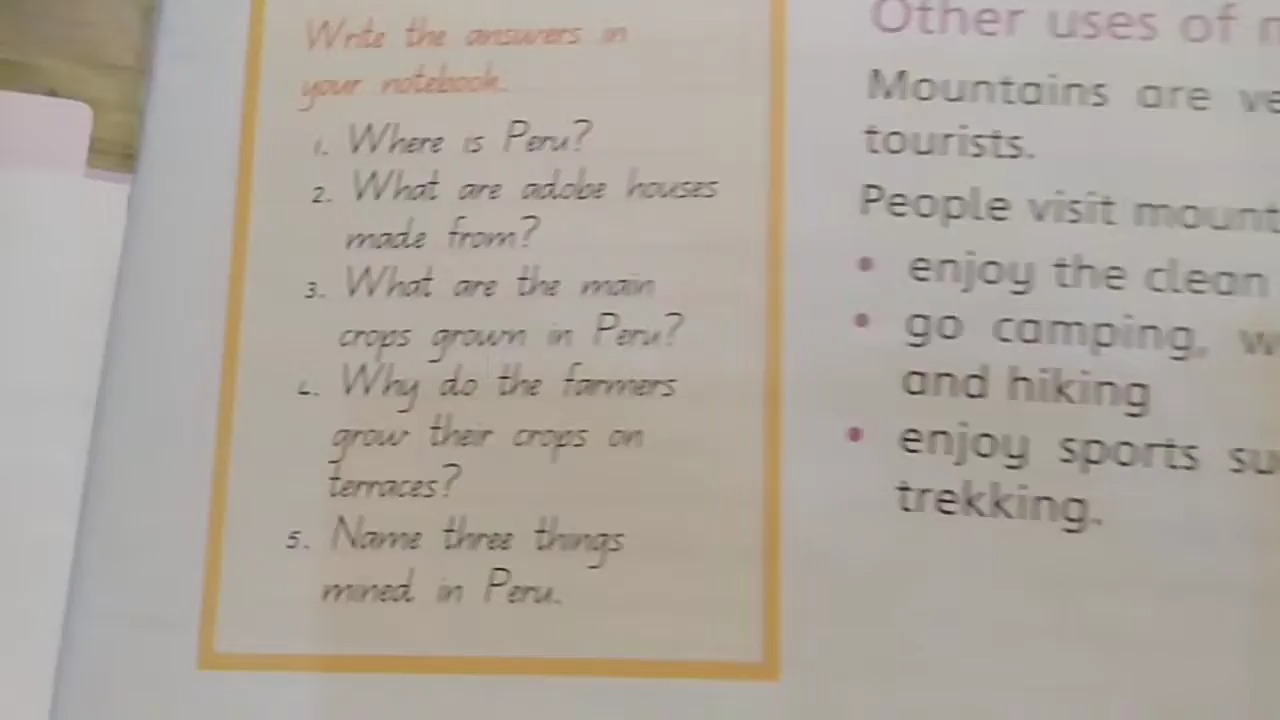 Write the answers in
your notebook.
1. Where is Peru?
2. What are adobe houses
made from?
3. What are the main
crops grown in Peru?
4. Why do the farmers
grow their crops on
terraces?
5. Name three things
mined in Peru.
Other uses of
Mountains are
tourists.
People visit
• enjoy the clean
• go camping,
and hiking
• enjoy sports
trekking.